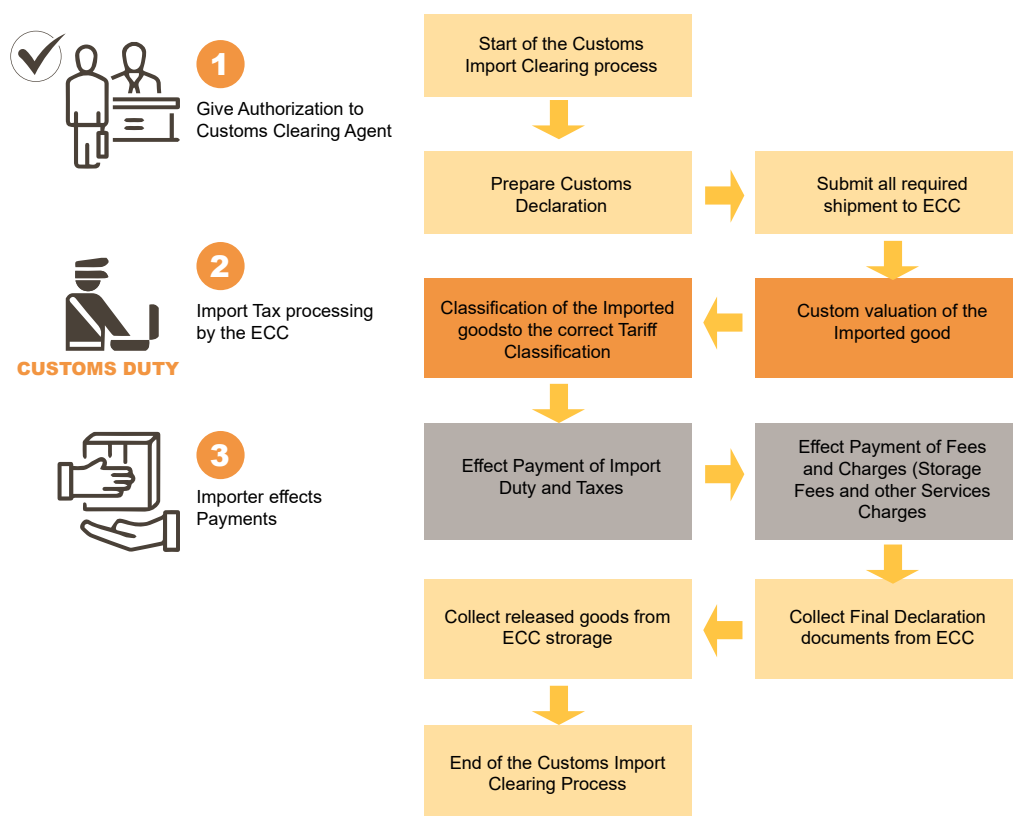 1
Give Authorization to
Customs Clearing Agent
2
Import Tax processing
by the ECC
CUSTOMS DUTY
3
Importer effects
Payments
Start of the Customs
Import Clearing process
Prepare Customs
Declaration
Submit all required
shipment to ECC
Custom valuation of the
Imported good
Classification of the Imported
goodsto the correct Tariff
Classification
Effect Payment of Import
Duty and Taxes
Effect Payment of Fees
and Charges (Storage
Fees and other Services
Charges
Collect Final Declaration
documents from ECC
Collect released goods from
ECC strorage
End of the Customs Import
Clearing Process